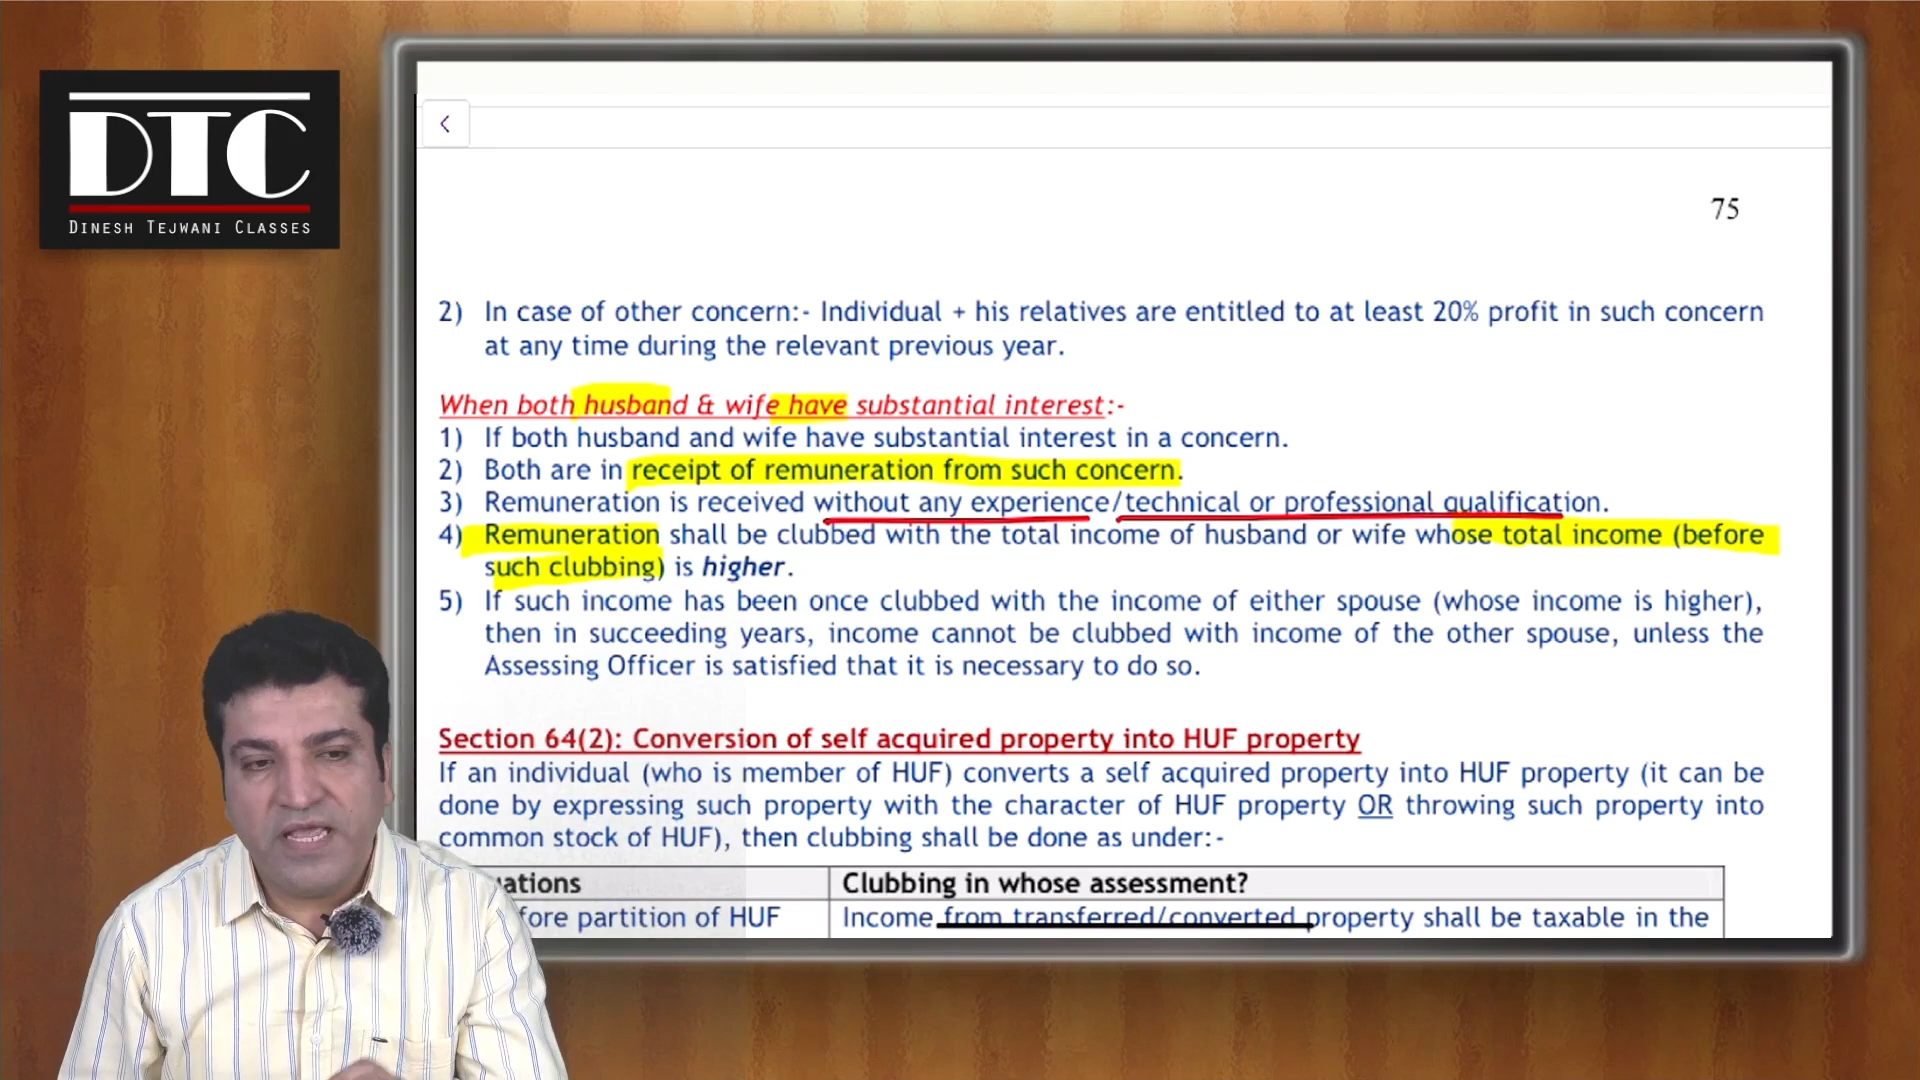 DTC
DINESH TEJWANI CLASSES
75
2) In case of other concern:- Individual + his relatives are entitled to at least 20% profit in such concern
at any time during the relevant previous year.
When both husband & wife have substantial interest:-
1) If both husband and wife have substantial interest in a concern.
2) Both are in receipt of remuneration from such concern.
3) Remuneration is received without any experience/technical or professional qualification.
4) Remuneration shall be clubbed with the total income of husband or wife whose total income (before
such clubbing) is higher.
5) If such income has been once clubbed with the income of either spouse (whose income is higher),
then in succeeding years, income cannot be clubbed with income of the other spouse, unless the
Assessing Officer is satisfied that it is necessary to do so.
Section 64(2): Conversion of self acquired property into HUF property
If an individual (who is member of HUF) converts a self acquired property into HUF property (it can be
done by expressing such property with the character of HUF property OR throwing such property into
common stock of HUF), then clubbing shall be done as under:-
ations Clubbing in whose assessment?
fore partition of HUF Income from transferred/converted property shall be taxable in the